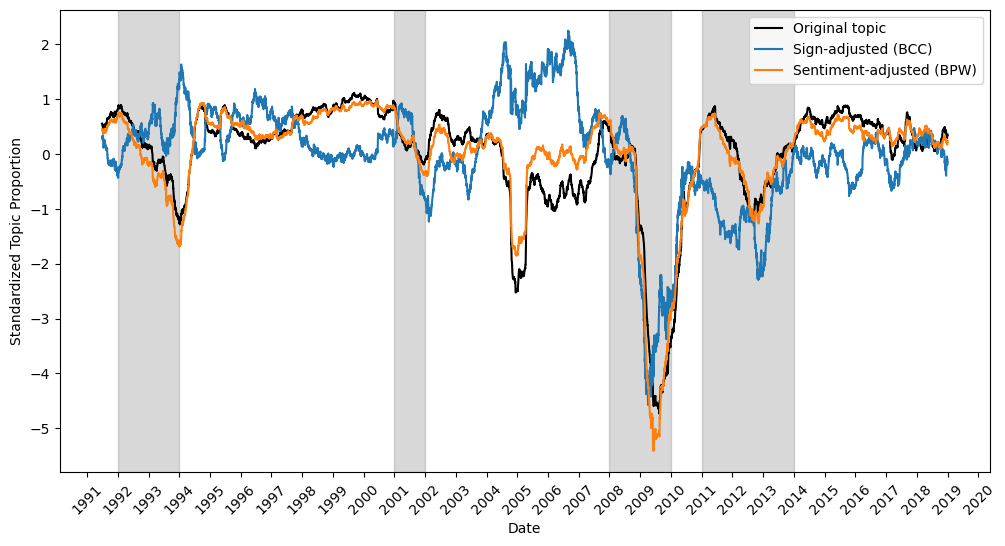 Original topic
Sign-adjusted (BCC)
Sentiment-adjusted (BPW)
Standardized Topic Proportion
2
1
0
−1
−2
−3
−4
−5
1991 1992 1993 1994 1995 1996 1997 1998 1999 2000 2001 2002 2003 2004 2005 2006 2007 2008 2009 2010 2011 2012 2013 2014 2015 2016 2017 2018 2019 2020
Date